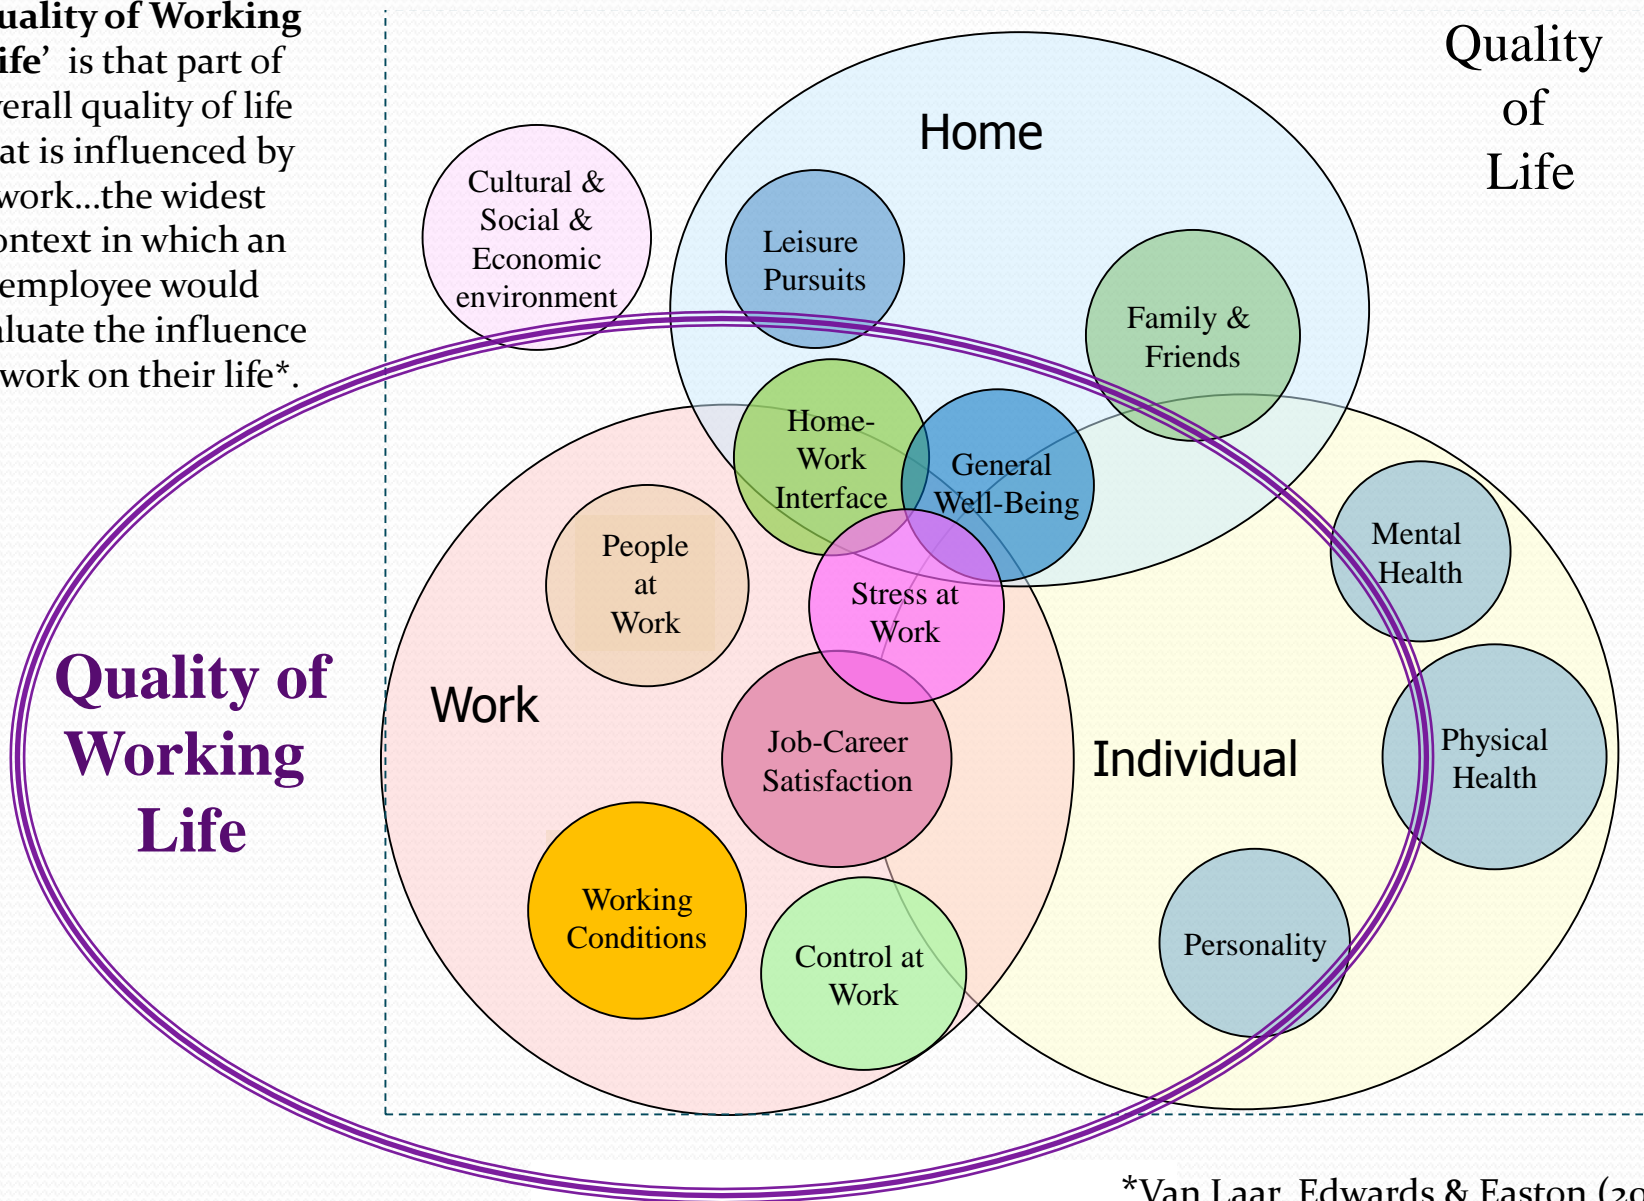 uality of Working
ife’ is that part of
verall quality of life
at is influenced by
work...the widest
ontext in which an
employee would
aluate the influence
work on their life*.
Quality
of
Life
Home
Cultural &
Social &
Economic
environment
Leisure
Pursuits
Family &
Friends
Home-
Work
Interface
General
Well-Being
Mental
Health
People
at
Work
Stress at
Work
Quality of
Working
Life
Work
Job-Career
Satisfaction
Individual
Physical
Health
Working
Conditions
Control at
Work
Personality
*Van Laar, Edwards & Easton (20